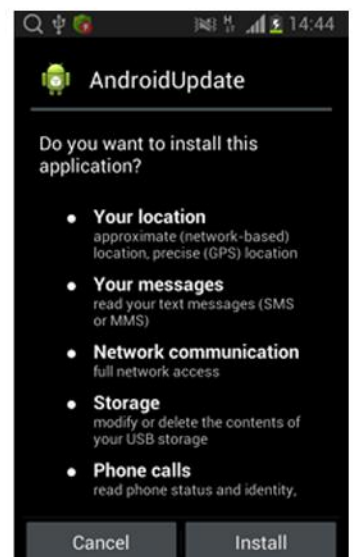 14:44
AndroidUpdate
Do you want to install this
application?
Your location
approximate (network-based)
location, precise (GPS) location
Your messages
read your text messages (SMS
or MMS)
Network communication
full network access
Storage
modify or delete the contents of
your USB storage
Phone calls
read phone status and identity,
Cancel Install